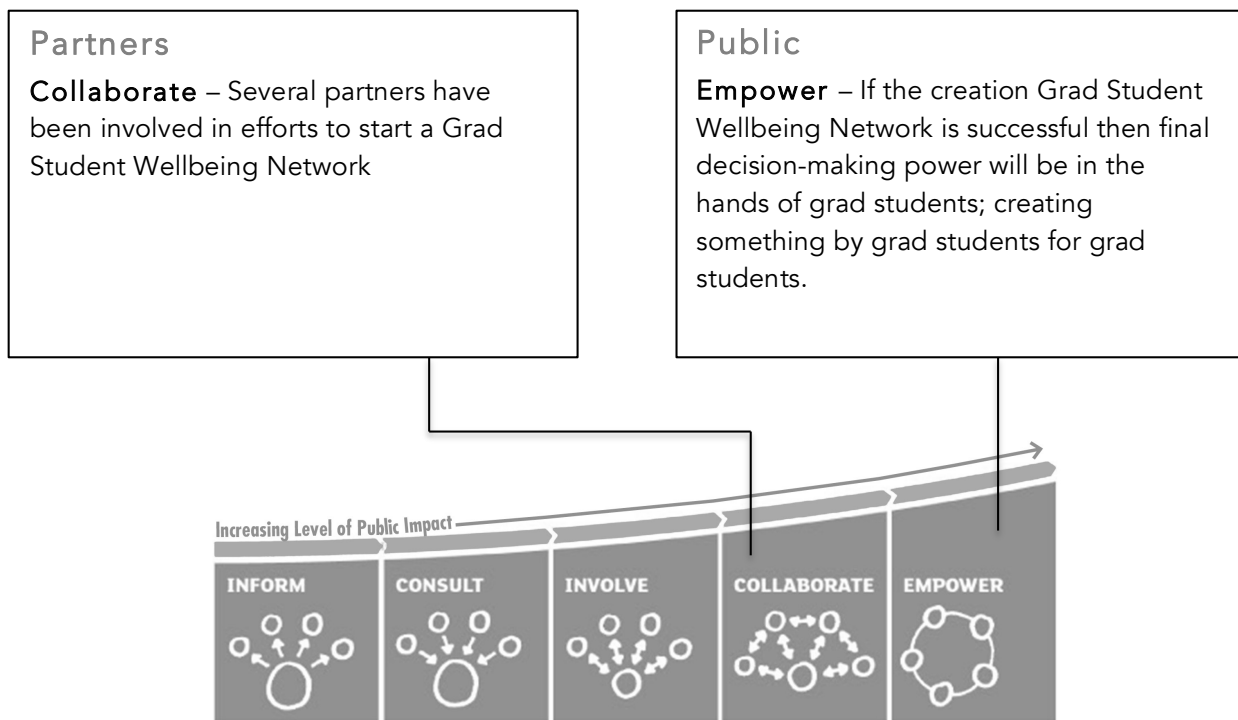 Partners
Collaborate – Several partners have
been involved in efforts to start a Grad
Student Wellbeing Network
Public
Empower – If the creation Grad Student
Wellbeing Network is successful then final
decision-making power will be in the
hands of grad students; creating
something by grad students for grad
students.
Increasing Level of Public Impact
INFORM
CONSULT
INVOLVE
COLLABORATE
EMPOWER